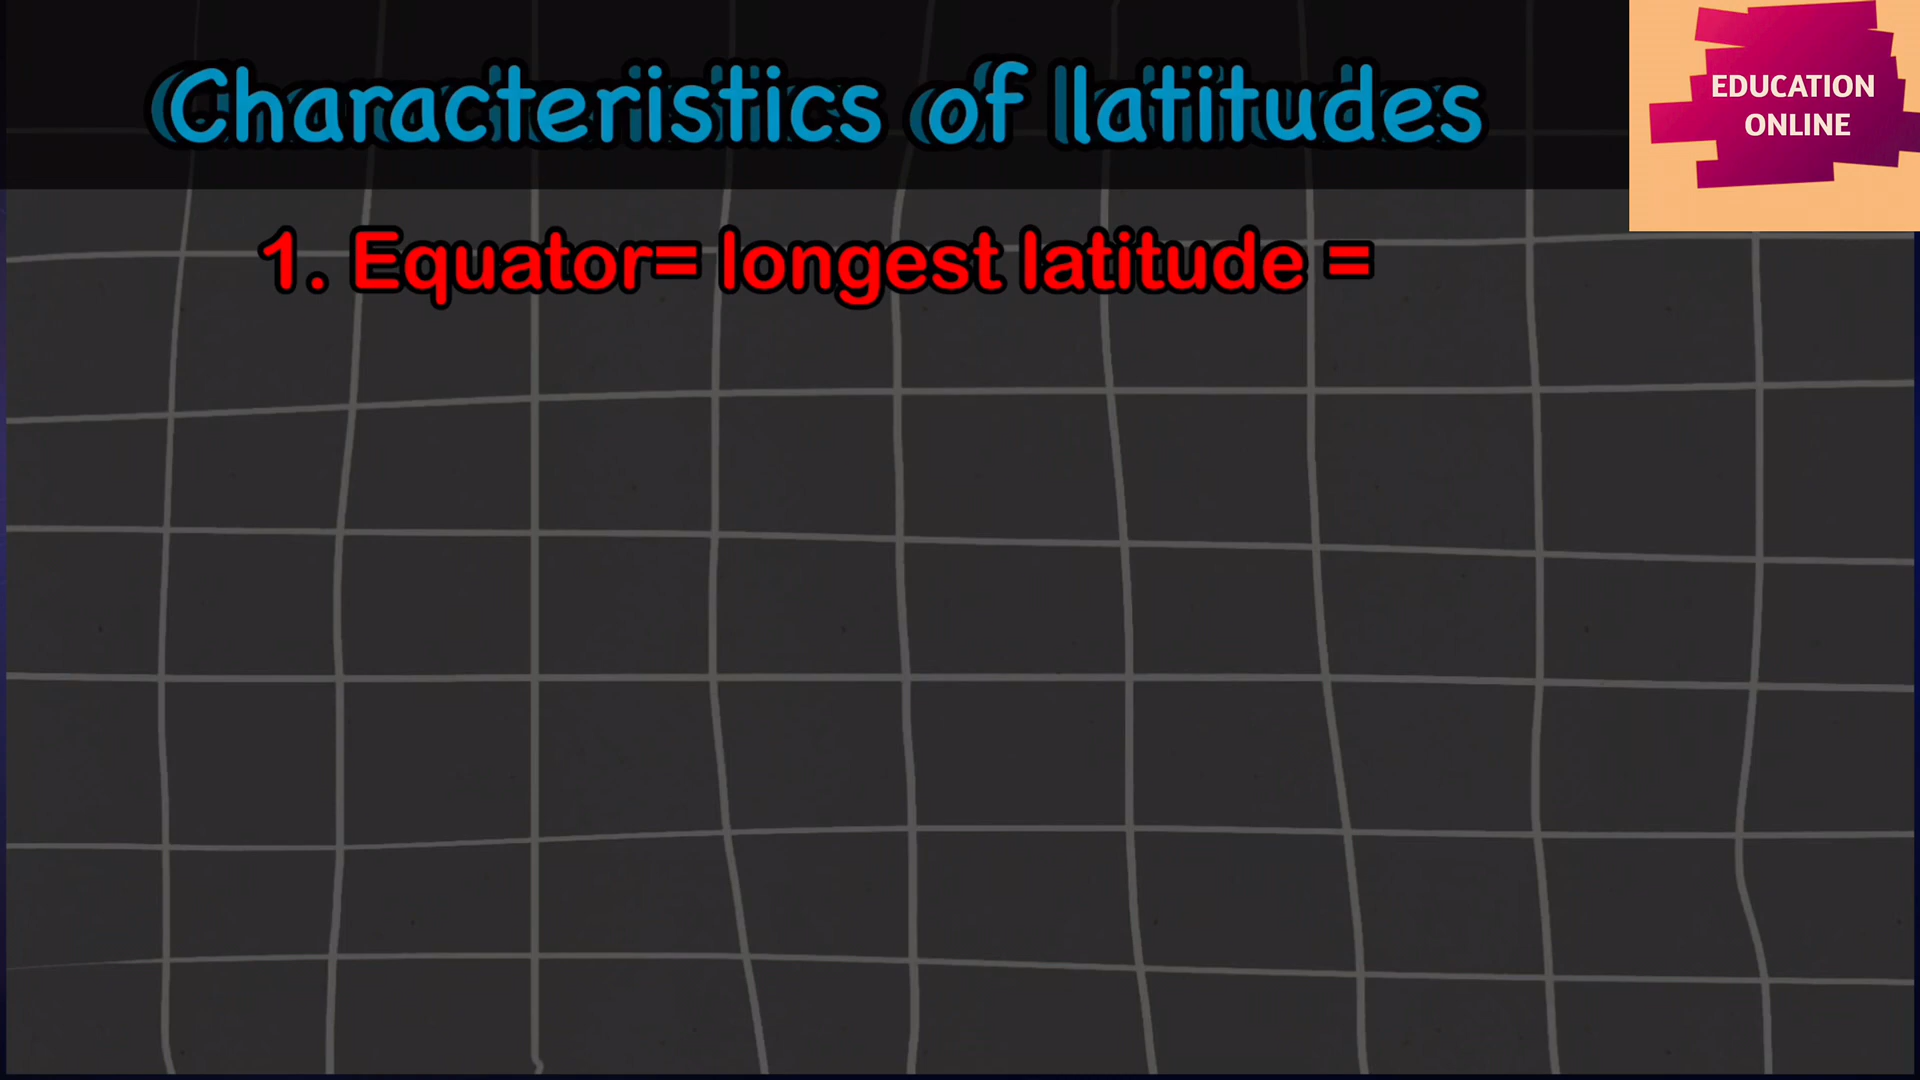 Characteristics of latitudes
EDUCATION
ONLINE
1. Equator= longest latitude =